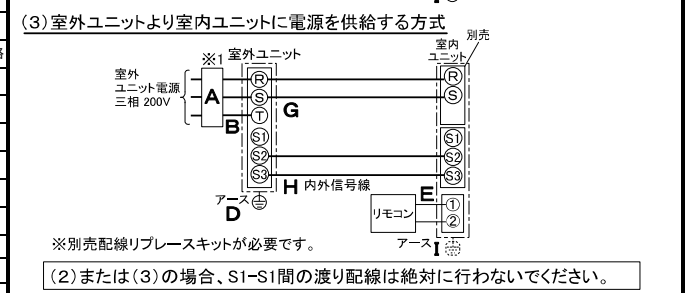 (3)室外ユニットより室内ユニットに電源を供給する方式
別売
※1 室外ユニット
室内
ユニット
室外
ユニット電源
三相 200V
A
B
R
S
T
S1
S2
S3
G
R
S
S1
S2
S3
H 内外信号線
アース
D
リモコン
E
①
②
アース I
※別売配線リプレースキットが必要です。
(2)または(3)の場合、S1-S1間の渡り配線は絶対に行わないでください。